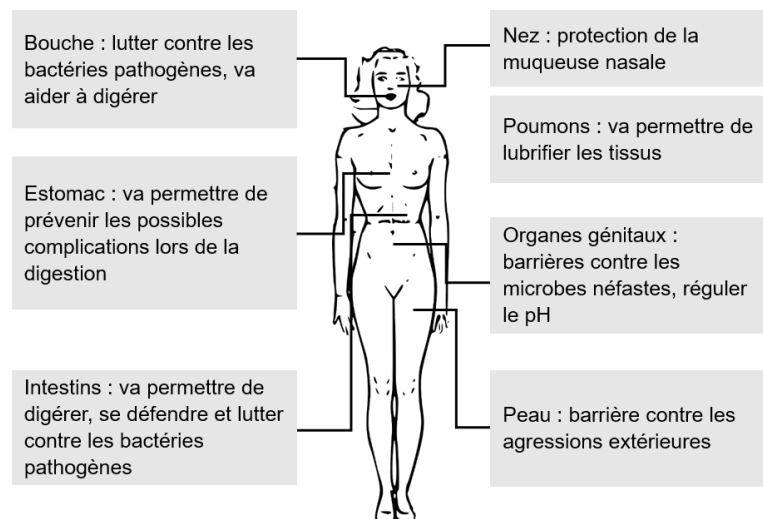 Bouche : lutter contre les
bactéries pathogènes, va
aider à digérer
Estomac : va permettre de
prévenir les possibles
complications lors de la
digestion
Intestins : va permettre de
digérer, se défendre et lutter
contre les bactéries
pathogènes
Nez : protection de la
muqueuse nasale
Poumons : va permettre de
lubrifier les tissus
Organes génitaux :
barrières contre les
microbes néfastes, réguler
le pH
Peau : barrière contre les
agressions extérieures